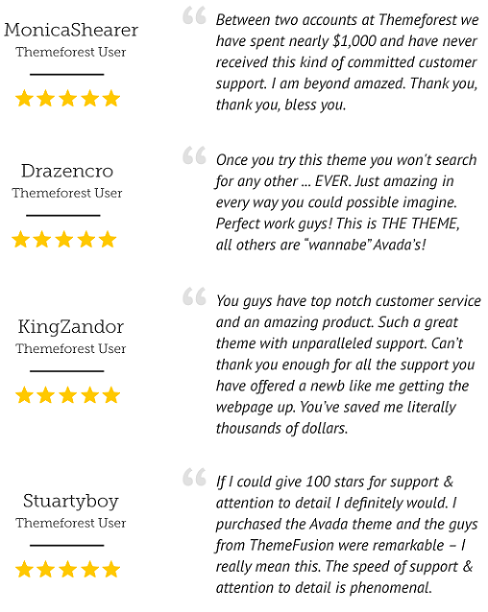 MonicaShearer
Themeforest User
“ Between two accounts at Themeforest we
have spent nearly $1,000 and have never
received this kind of committed customer
support. I am beyond amazed. Thank you,
thank you, bless you.
Drazencro
Themeforest User
“ Once you try this theme you won't search
for any other ... EVER. Just amazing in
every way you could possible imagine.
Perfect work guys! This is THE THEME,
all others are “wannabe” Avada’s!
KingZandor
Themeforest User
“ You guys have top notch customer service
and an amazing product. Such a great
theme with unparalleled support. Can’t
thank you enough for all the support you
have offered a newb like me getting the
webpage up. You’ve saved me literally
thousands of dollars.
Stuartyboy
Themeforest User
“ If I could give 100 stars for support &
attention to detail I definitely would. I
purchased the Avada theme and the guys
from ThemeFusion were remarkable – I
really mean this. The speed of support &
attention to detail is phenomenal.